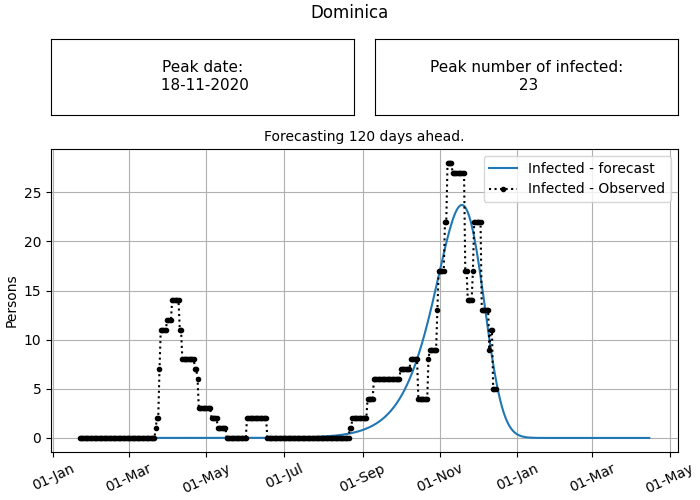 Dominica
Peak date:
18-11-2020
Peak number of infected:
23
Forecasting 120 days ahead.
Infected - forecast
Infected - Observed
Persons
25
20
15
10
5
0
01-Jan
01-Mar
01-May
01-Jul
01-Sep
01-Nov
01-Jan
01-Mar
01-May